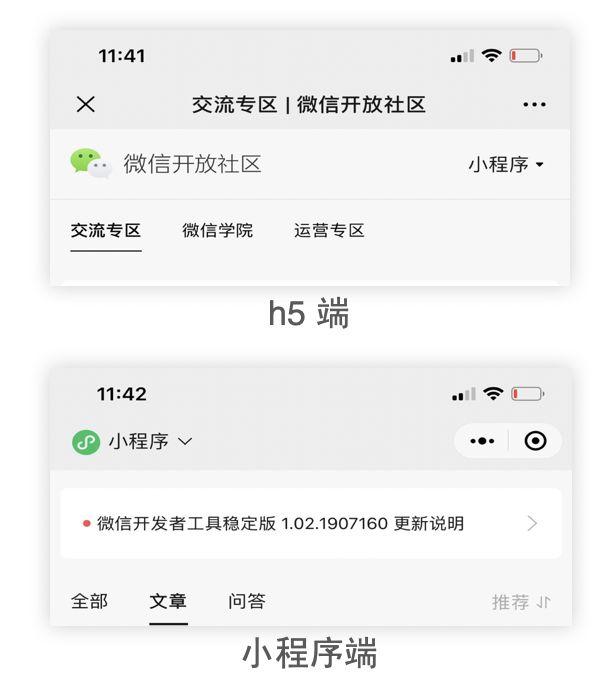 11:41
交流专区 | 微信开放社区
微信开放社区 小程序
交流专区 微信学院 运营专区
h5 端
11:42
小程序
微信开发者工具稳定版 1.02.1907160 更新说明
全部 文章 问答 推荐
小程序端